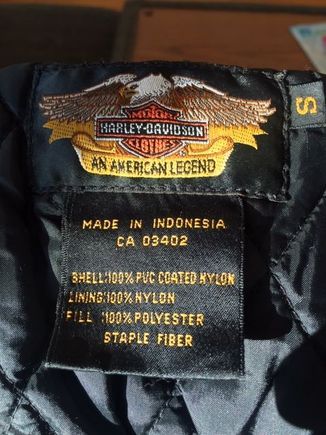 MOTOR
HARLEY-DAVIDSON
CLOTHES
AN AMERICAN LEGEND
S
MADE IN INDONESIA
CA 03402
SHELL:100% PVC COATED NYLON
LINING:100% NYLON
FILL :100% POLYESTER
STAPLE FIBER